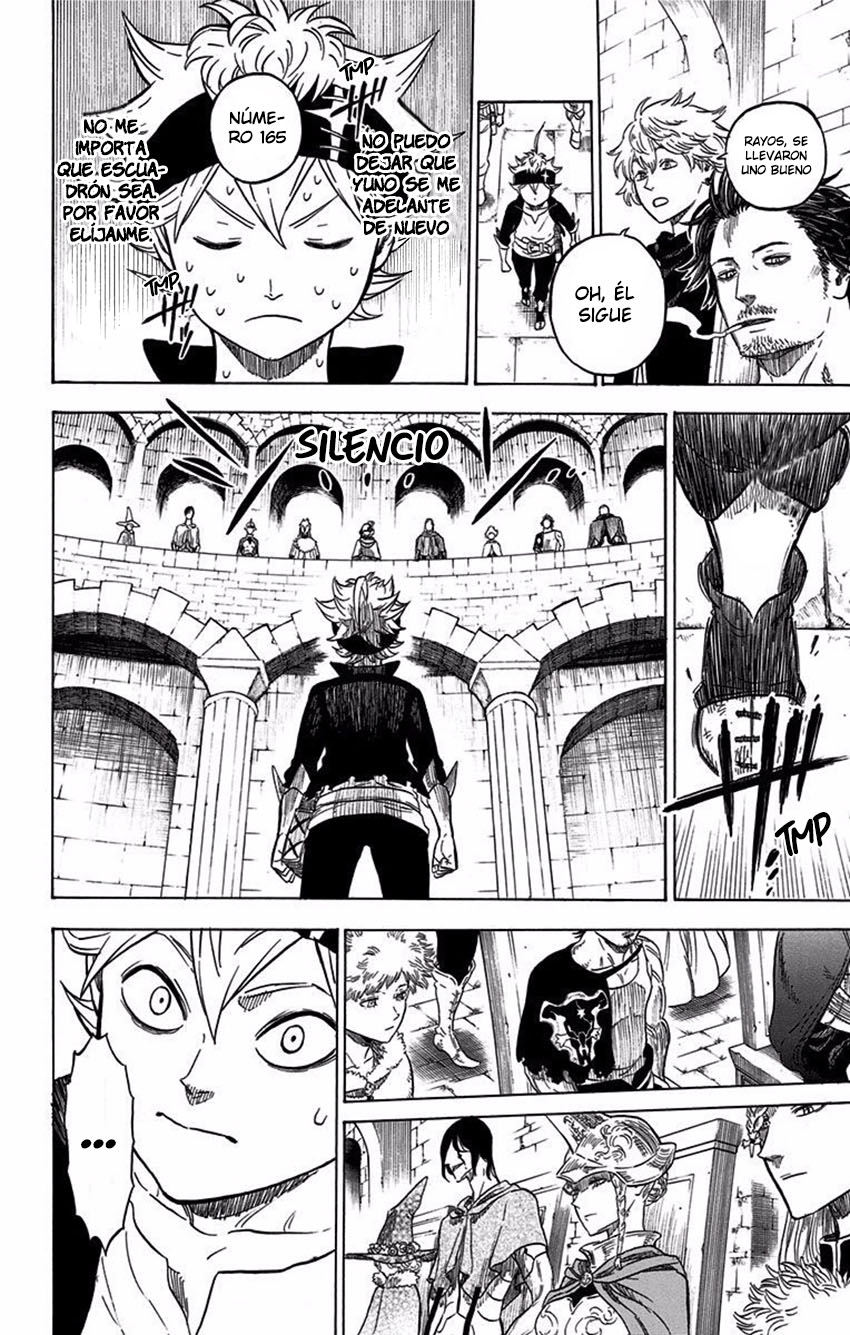 RAYOS, SE
LLEVARON
UNO BUENO
OH, ÉL
SIGUE
TMP
NÚME-
RO 165
NO PUEDO
DEJAR QUE
YUNO SE ME
ADELANTE
DE NUEVO
NO ME
IMPORTA
QUE ESCUA-
DRÓN SEA.
POR FAVOR
ELÍJANME.
TMP
TMP
SILENCIO
...